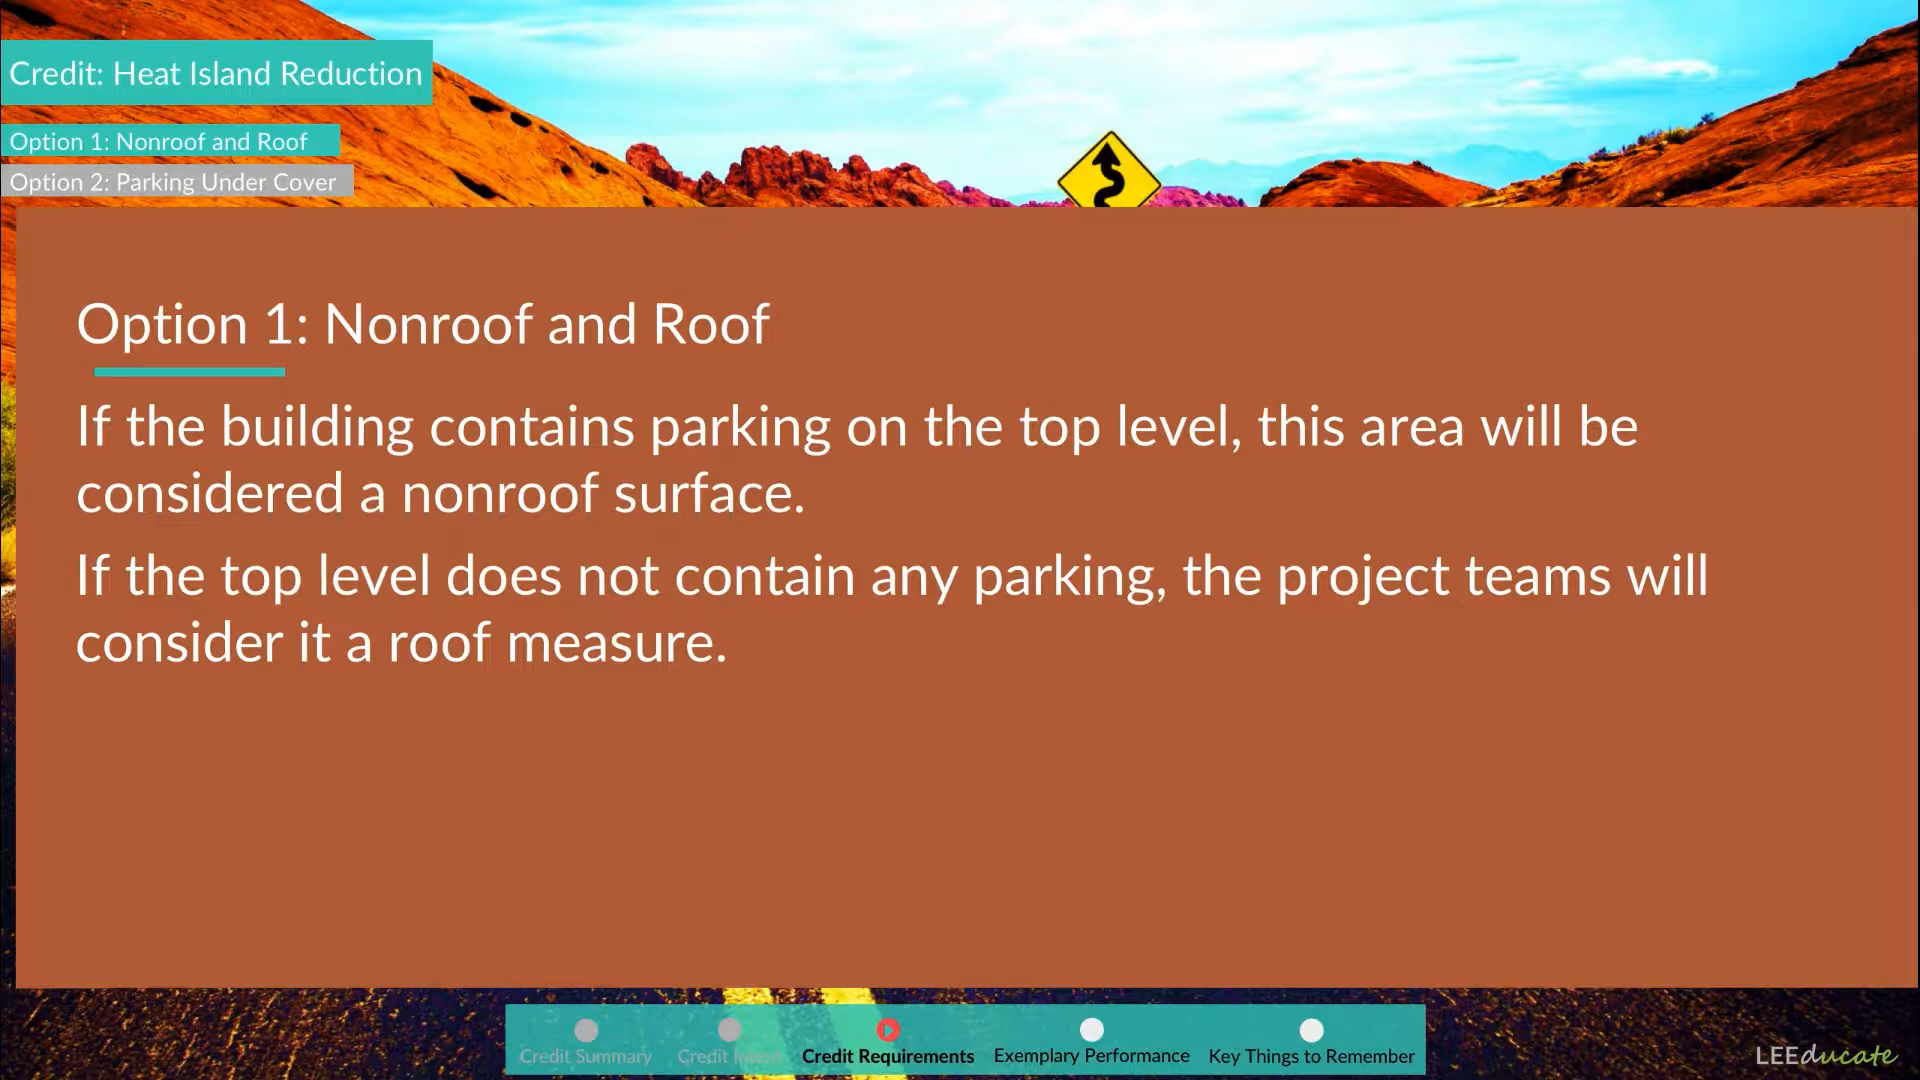 Credit: Heat Island Reduction
Option 1: Nonroof and Roof
Option 2: Parking Under Cover
Option 1: Nonroof and Roof
If the building contains parking on the top level, this area will be
considered a nonroof surface.
If the top level does not contain any parking, the project teams will
consider it a roof measure.
Credit Summary
Credit
Credit Requirements
Exemplary Performance
Key Things to Remember
LEEducate